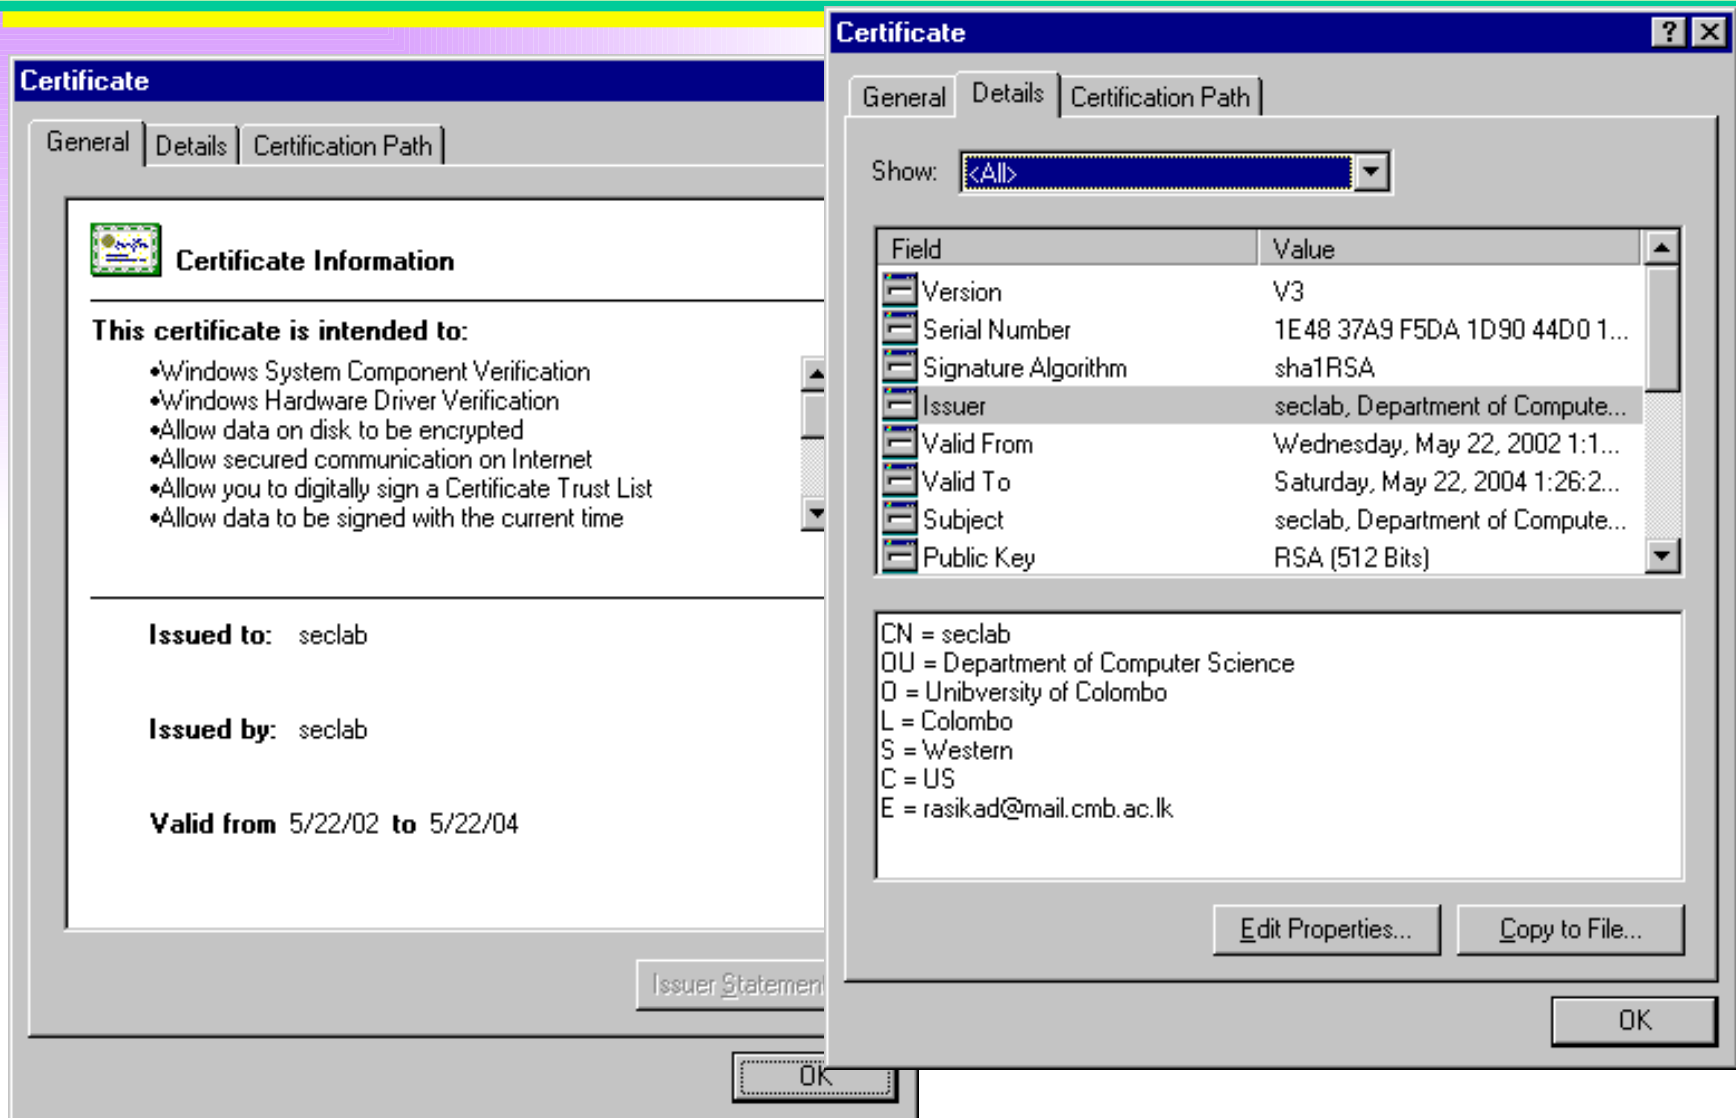 Certificate
General Details Certification Path
Certificate Information
This certificate is intended to:
•Windows System Component Verification
•Windows Hardware Driver Verification
•Allow data on disk to be encrypted
•Allow secured communication on Internet
•Allow you to digitally sign a Certificate Trust List
•Allow data to be signed with the current time
Issued to: seclab
Issued by: seclab
Valid from 5/22/02 to 5/22/04
Issuer Statement
OK
Certificate
General Details Certification Path
Show: <All>
Field Value
Version V3
Serial Number 1E48 37A9 F5DA 1D90 44D0 1...
Signature Algorithm sha1RSA
Issuer seclab, Department of Compute...
Valid From Wednesday, May 22, 2002 1:1...
Valid To Saturday, May 22, 2004 1:26:2...
Subject seclab, Department of Compute...
Public Key RSA (512 Bits)
CN = seclab
OU = Department of Computer Science
O = Unibversity of Colombo
L = Colombo
S = Western
C = US
E = rasikad@mail.cmb.ac.lk
Edit Properties... Copy to File...
OK